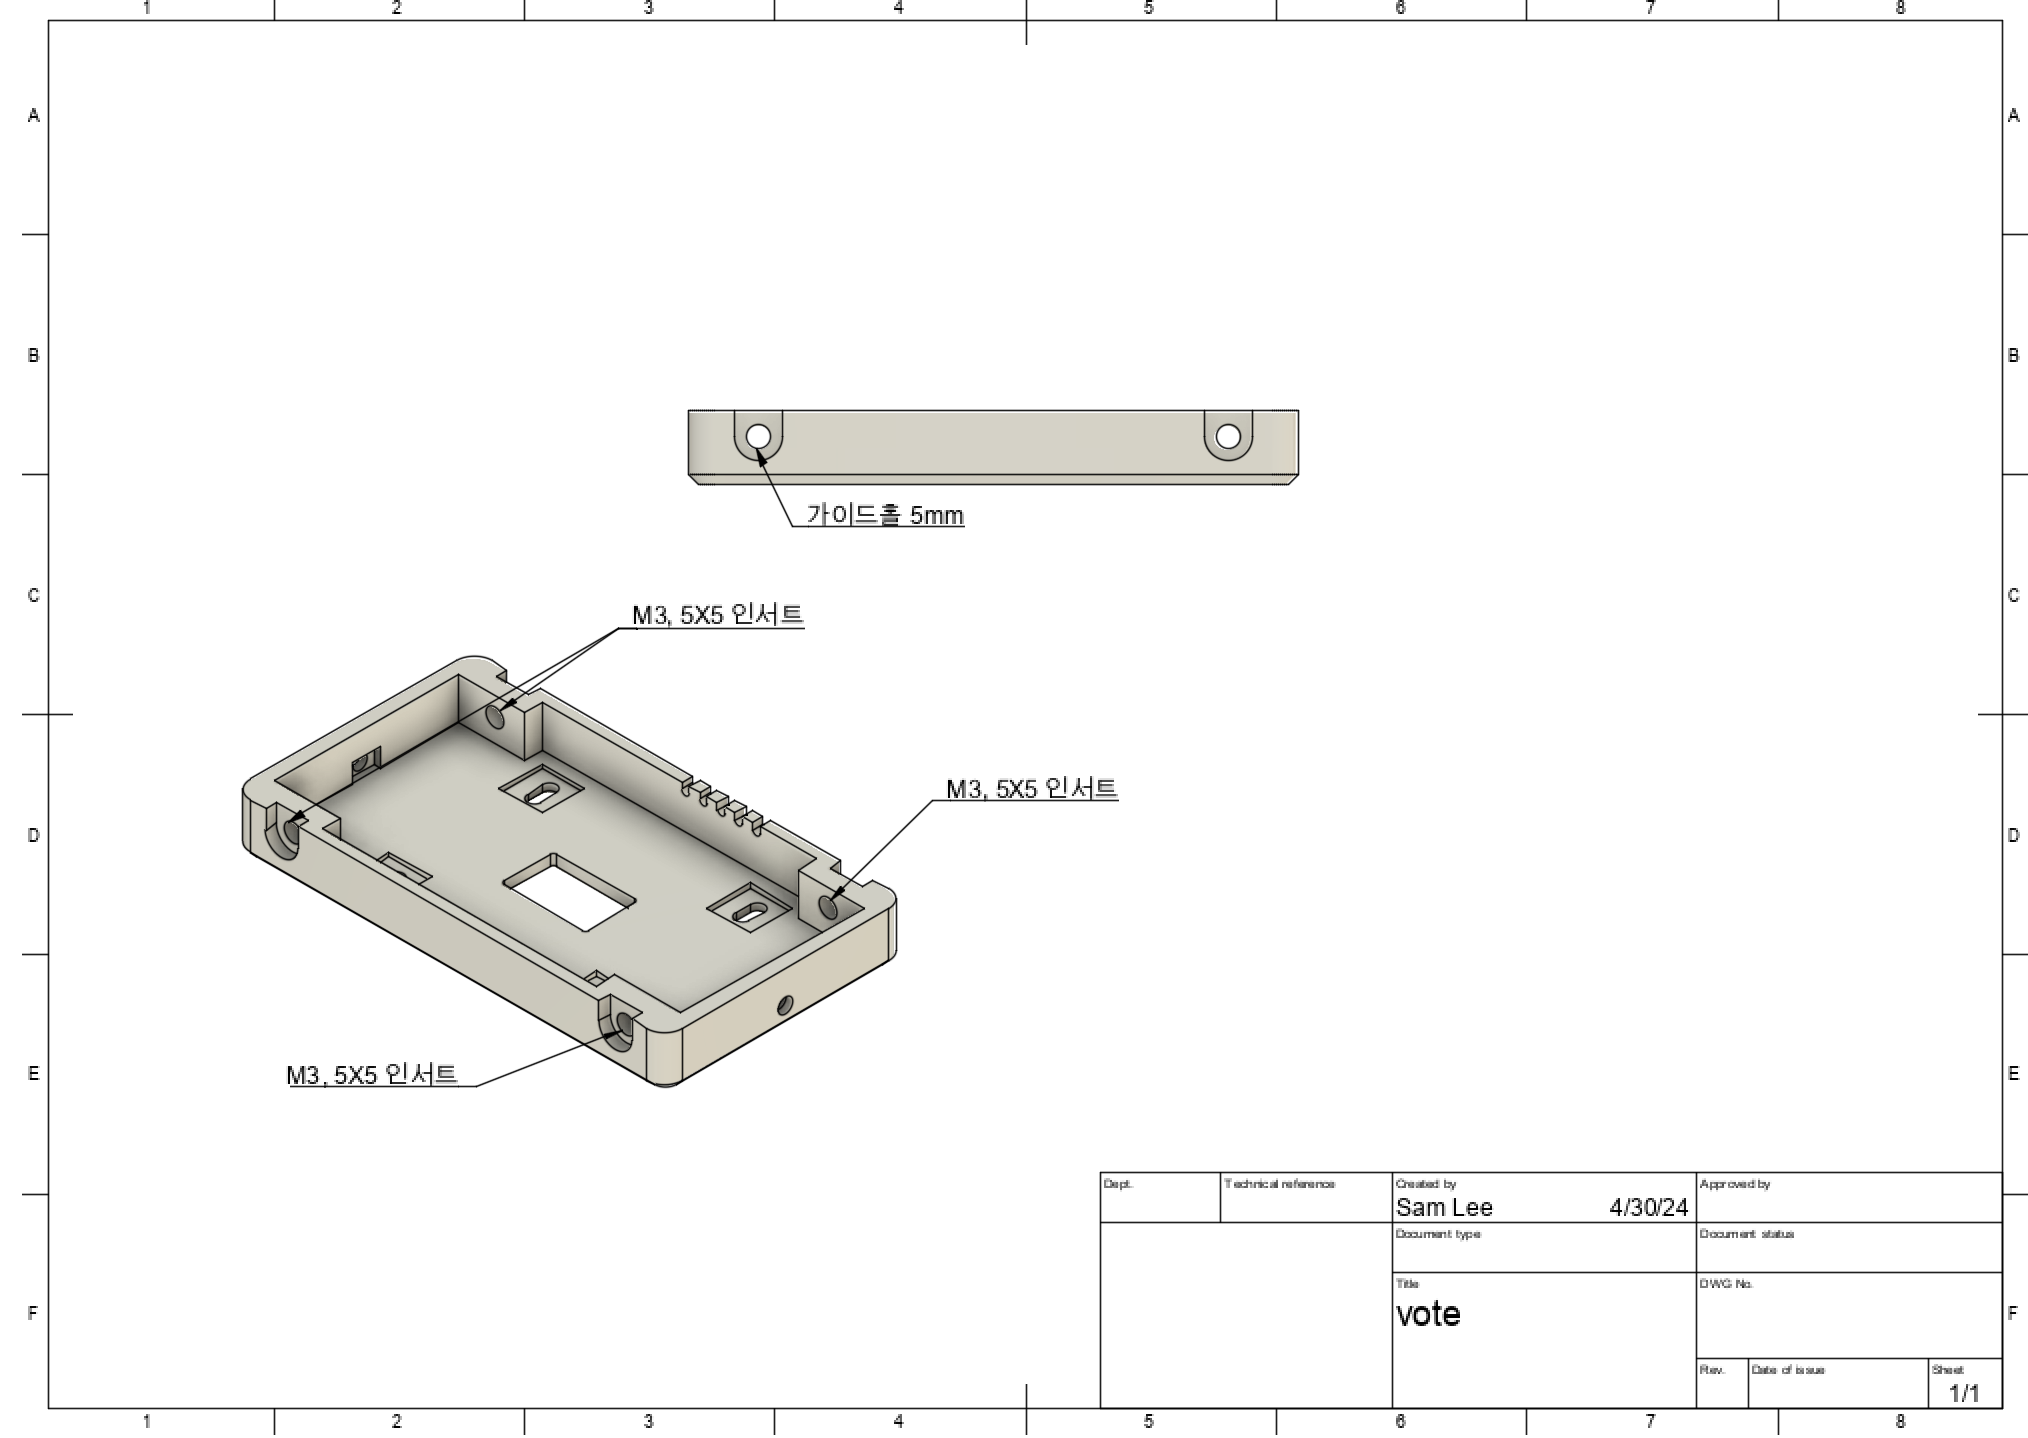 1 2 3 4 5 6 7 8
A A
B B
가이드홀 5mm
C C
M3, 5X5 인서트
M3, 5X5 인서트
D D
M3, 5X5 인서트
E E
Dept. Technical reference Created by Approved by
Sam Lee 4/30/24
Document type Document status
Title DWG No.
vote
F F
Rev. Date of issue Sheet
1/1
1 2 3 4 5 6 7 8